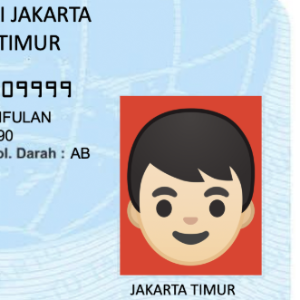 I JAKARTA
TIMUR
09999
IFULAN
90
ol. Darah : AB
JAKARTA TIMUR